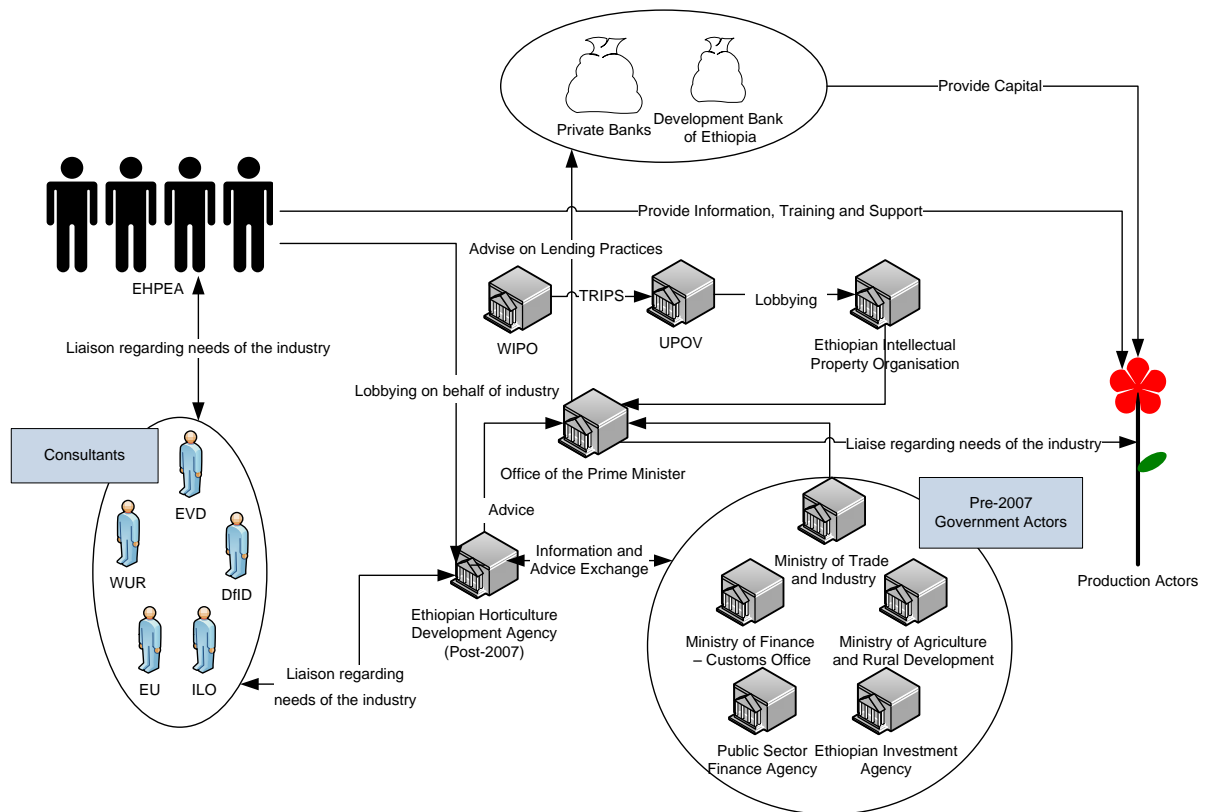 Private Banks
Development Bank
of Ethiopia
Provide Capital
EHPEA
Provide Information, Training and Support
Advise on Lending Practices
WIPO
TRIPS
UPOV
Lobbying
Ethiopian Intellectual
Property Organisation
Liaison regarding needs of the industry
Lobbying on behalf of industry
Office of the Prime Minister
Liaise regarding needs of the industry
Consultants
EVD
WUR
DfID
EU
ILO
Advice
Information and
Advice Exchange
Ethiopian Horticulture
Development Agency
(Post-2007)
Liaison regarding
needs of the industry
Pre-2007
Government Actors
Ministry of Trade
and Industry
Ministry of Finance
– Customs Office
Ministry of Agriculture
and Rural Development
Public Sector
Finance Agency
Ethiopian Investment
Agency
Production Actors